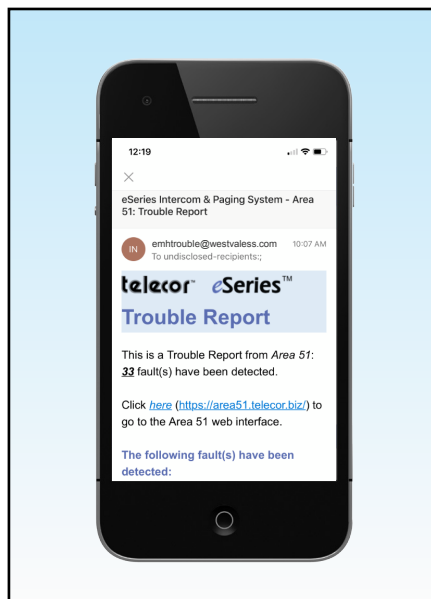 12:19
eSeries Intercom & Paging System - Area
51: Trouble Report
IN
emhtrouble@westvaless.com 10:07 AM
To undisclosed-recipients:;
telecor™ eSeries™
Trouble Report
This is a Trouble Report from Area 51:
33 fault(s) have been detected.
Click here (https://area51.telecor.biz/) to
go to the Area 51 web interface.
The following fault(s) have been
detected: